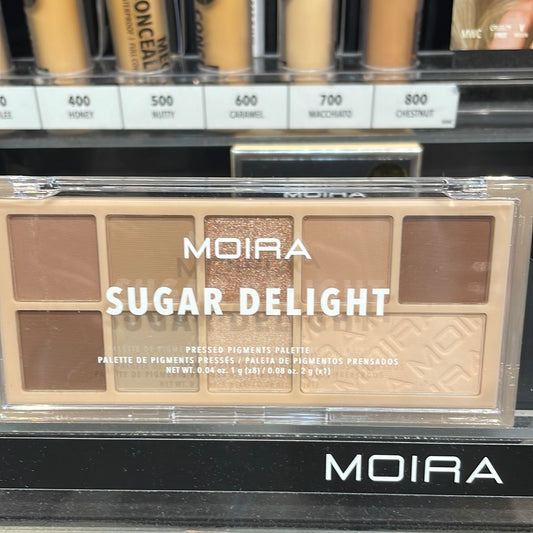 CONCEAL
400
HONEY
500
NUTTY
600
CARAMEL
700
MACCHIATO
800
CHESTNUT
MOIRA
MOIRA
SUGAR DELIGHT
PRESSED PIGMENTS PALETTE
PALETTE DE PIGMENTS PRESSÉS / PALETA DE PIGMENTOS PRENSADOS
NET WT. 0.04 oz. 1 g (x8) / 0.08 oz. 2 g (x1)
MOIRA